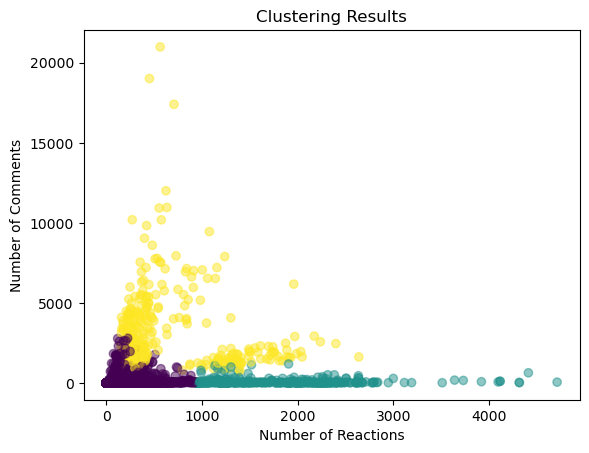 Clustering Results
20000
15000
10000
5000
0
Number of Comments
0 1000 2000 3000 4000
Number of Reactions